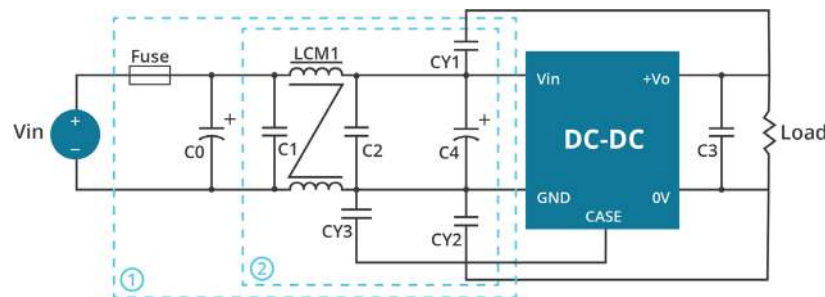 Fuse
LCM1
CY1
Vin
+
−
C0
+
C1
C2
C4
+
Vin
+Vo
DC-DC
GND
0V
CASE
C3
Load
CY3
CY2
1
2